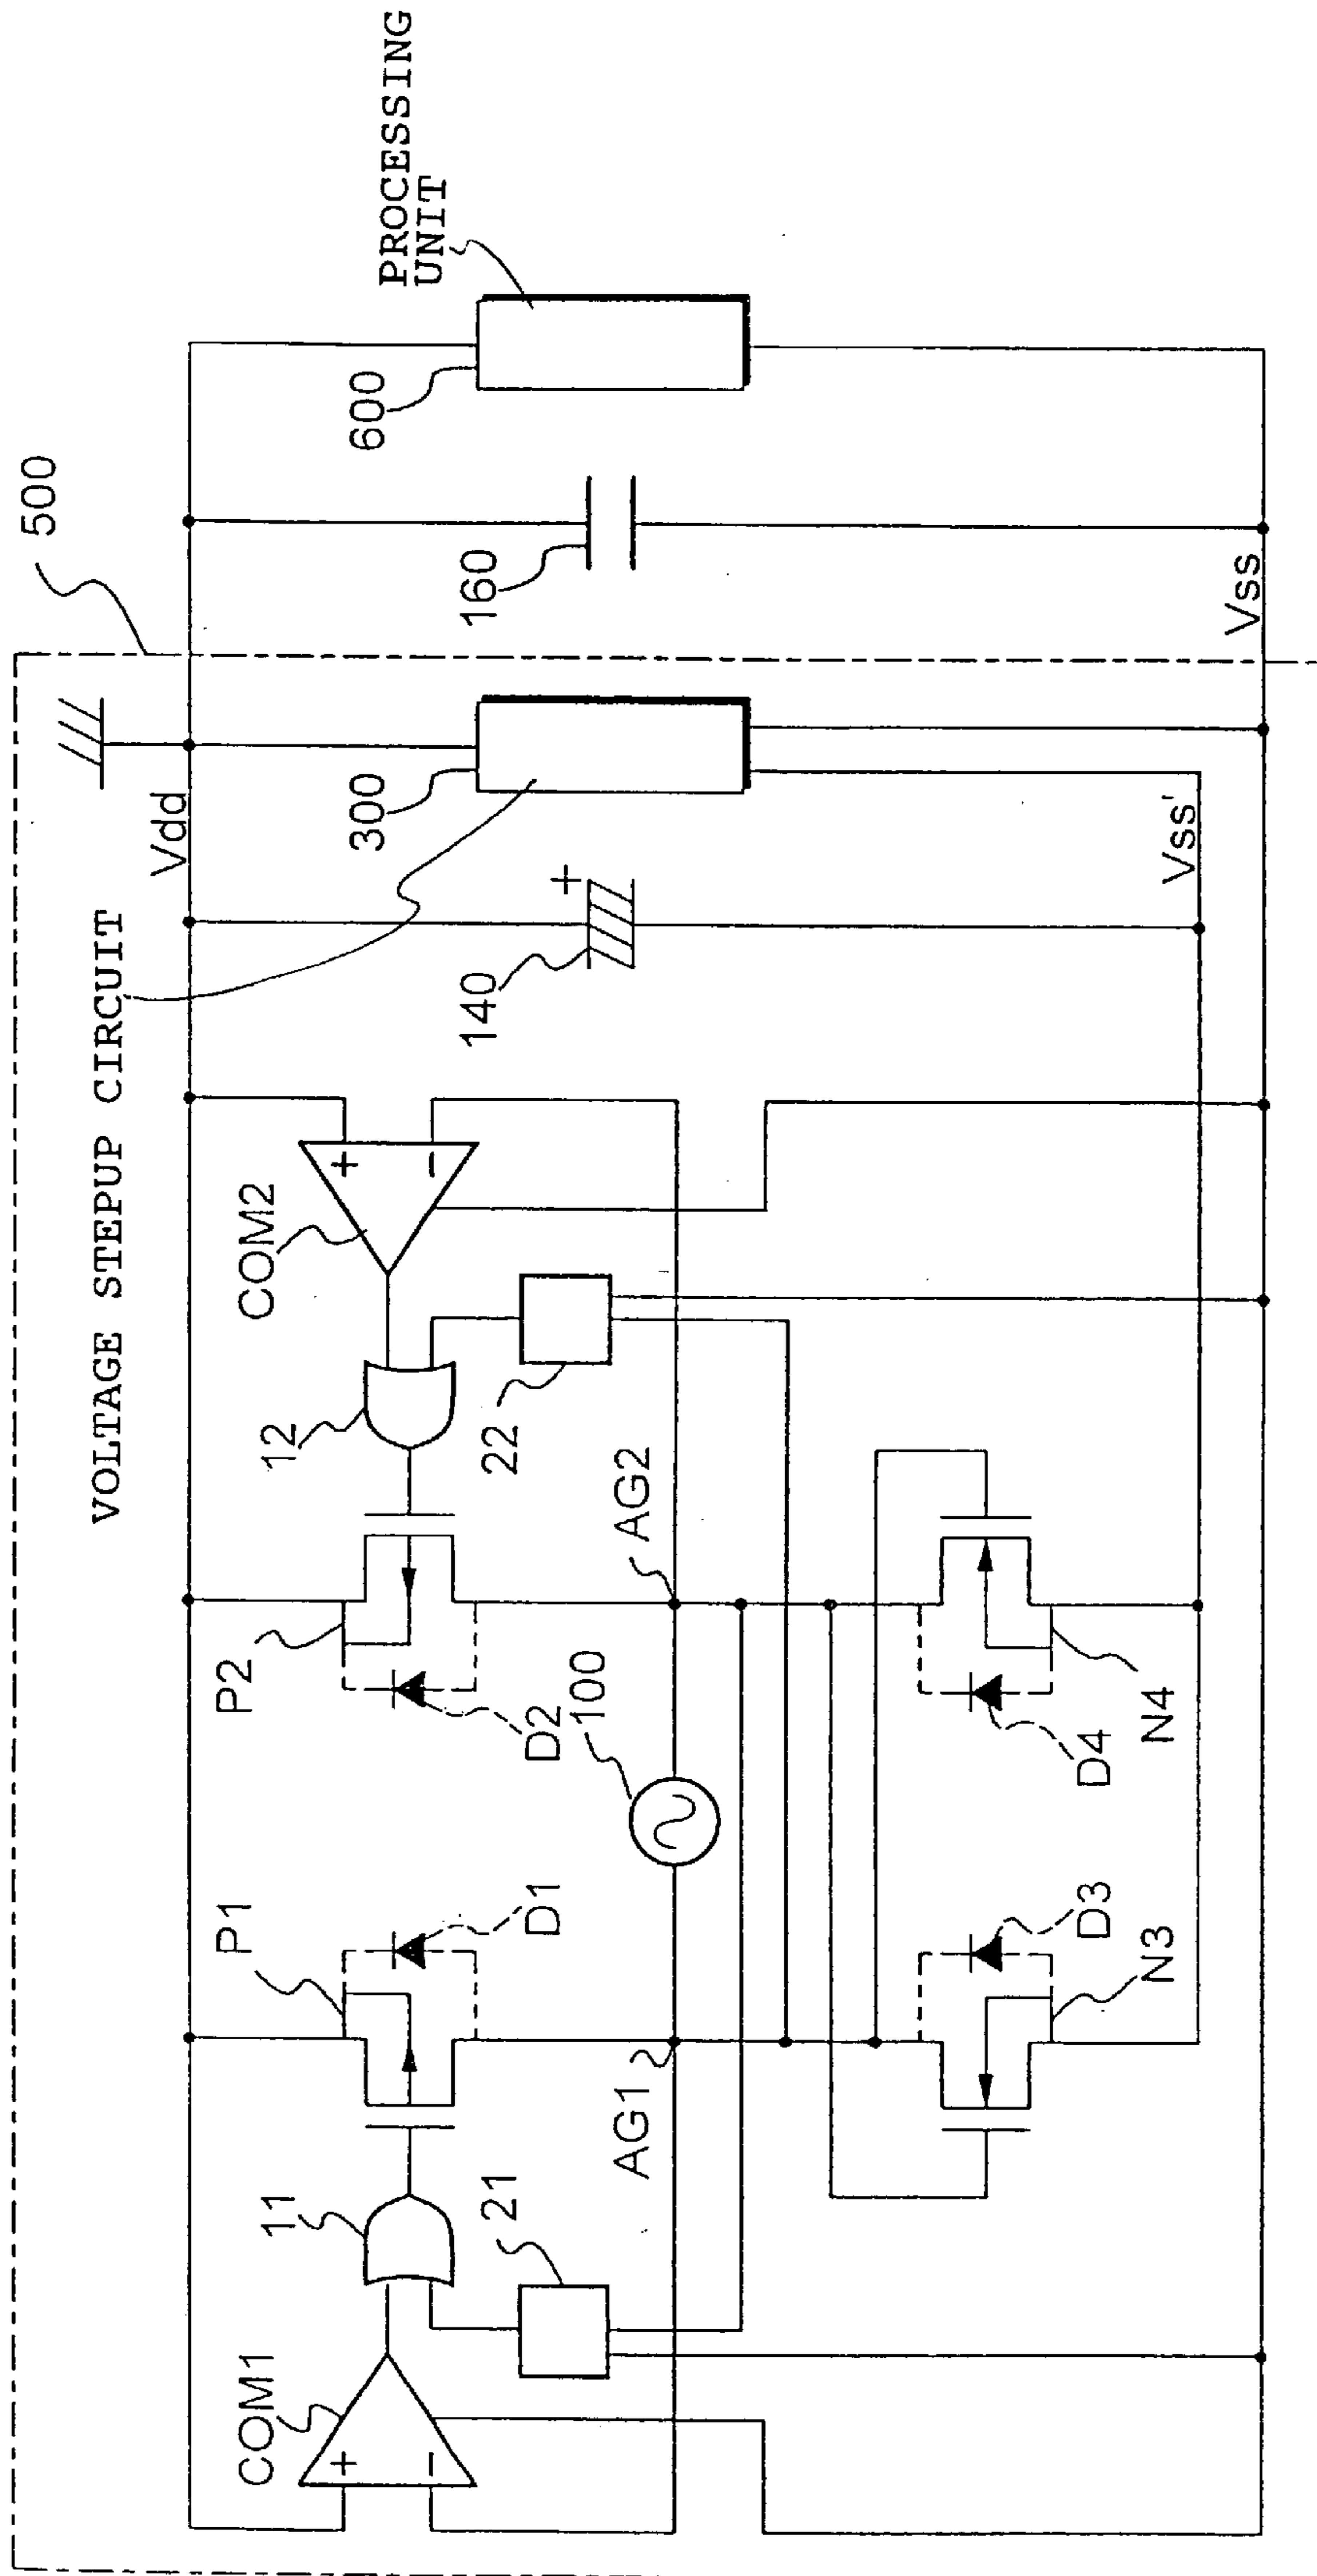 500
VOLTAGE STEPUP CIRCUIT
Vdd
PROCESSING
UNIT
COM1
+
−
11
P1
P2
12
COM2
+
−
300
600
21
D1
D2
100
22
140
+
160
AG1
AG2
N3
D3
D4
N4
Vss'
Vss